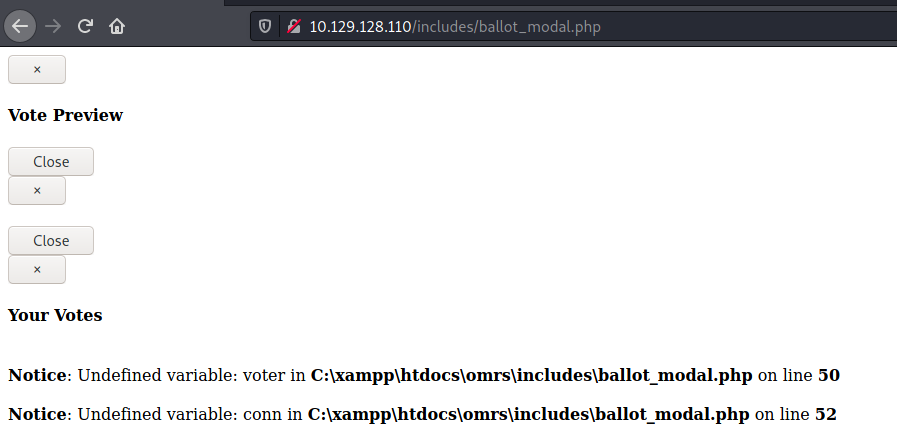 10.129.128.110/includes/ballot_modal.php
×
Vote Preview
Close
×
Close
×
Your Votes
Notice: Undefined variable: voter in C:\xampp\htdocs\omrs\includes\ballot_modal.php on line 50
Notice: Undefined variable: conn in C:\xampp\htdocs\omrs\includes\ballot_modal.php on line 52